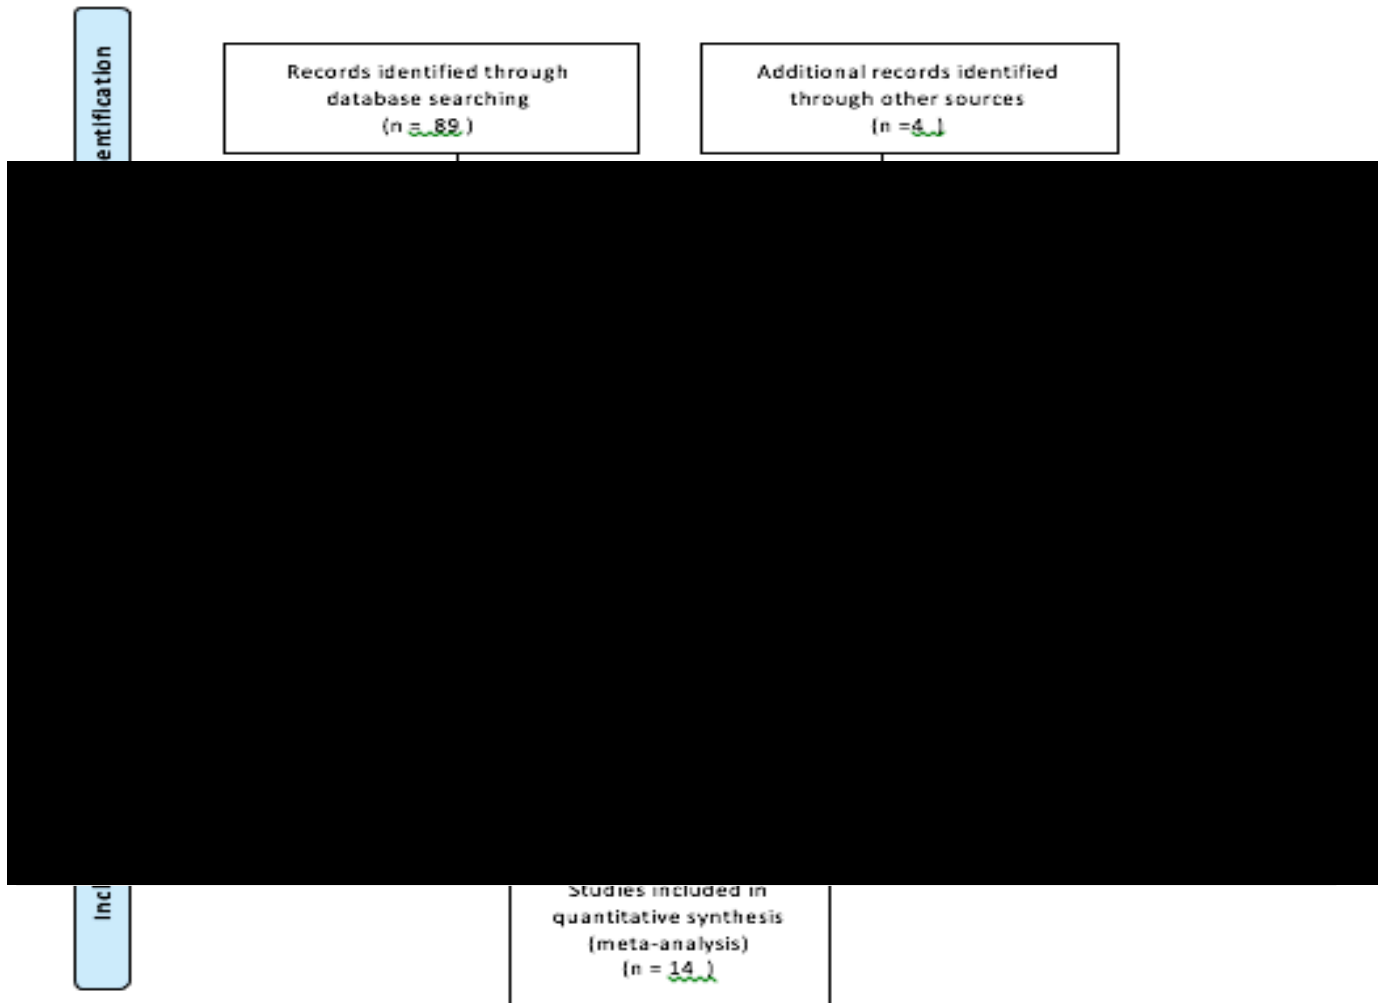 Records identified through
database searching
(n = 89 )
Additional records identified
through other sources
(n =4 )
Studies included in
quantitative synthesis
(meta-analysis)
(n = 14 )